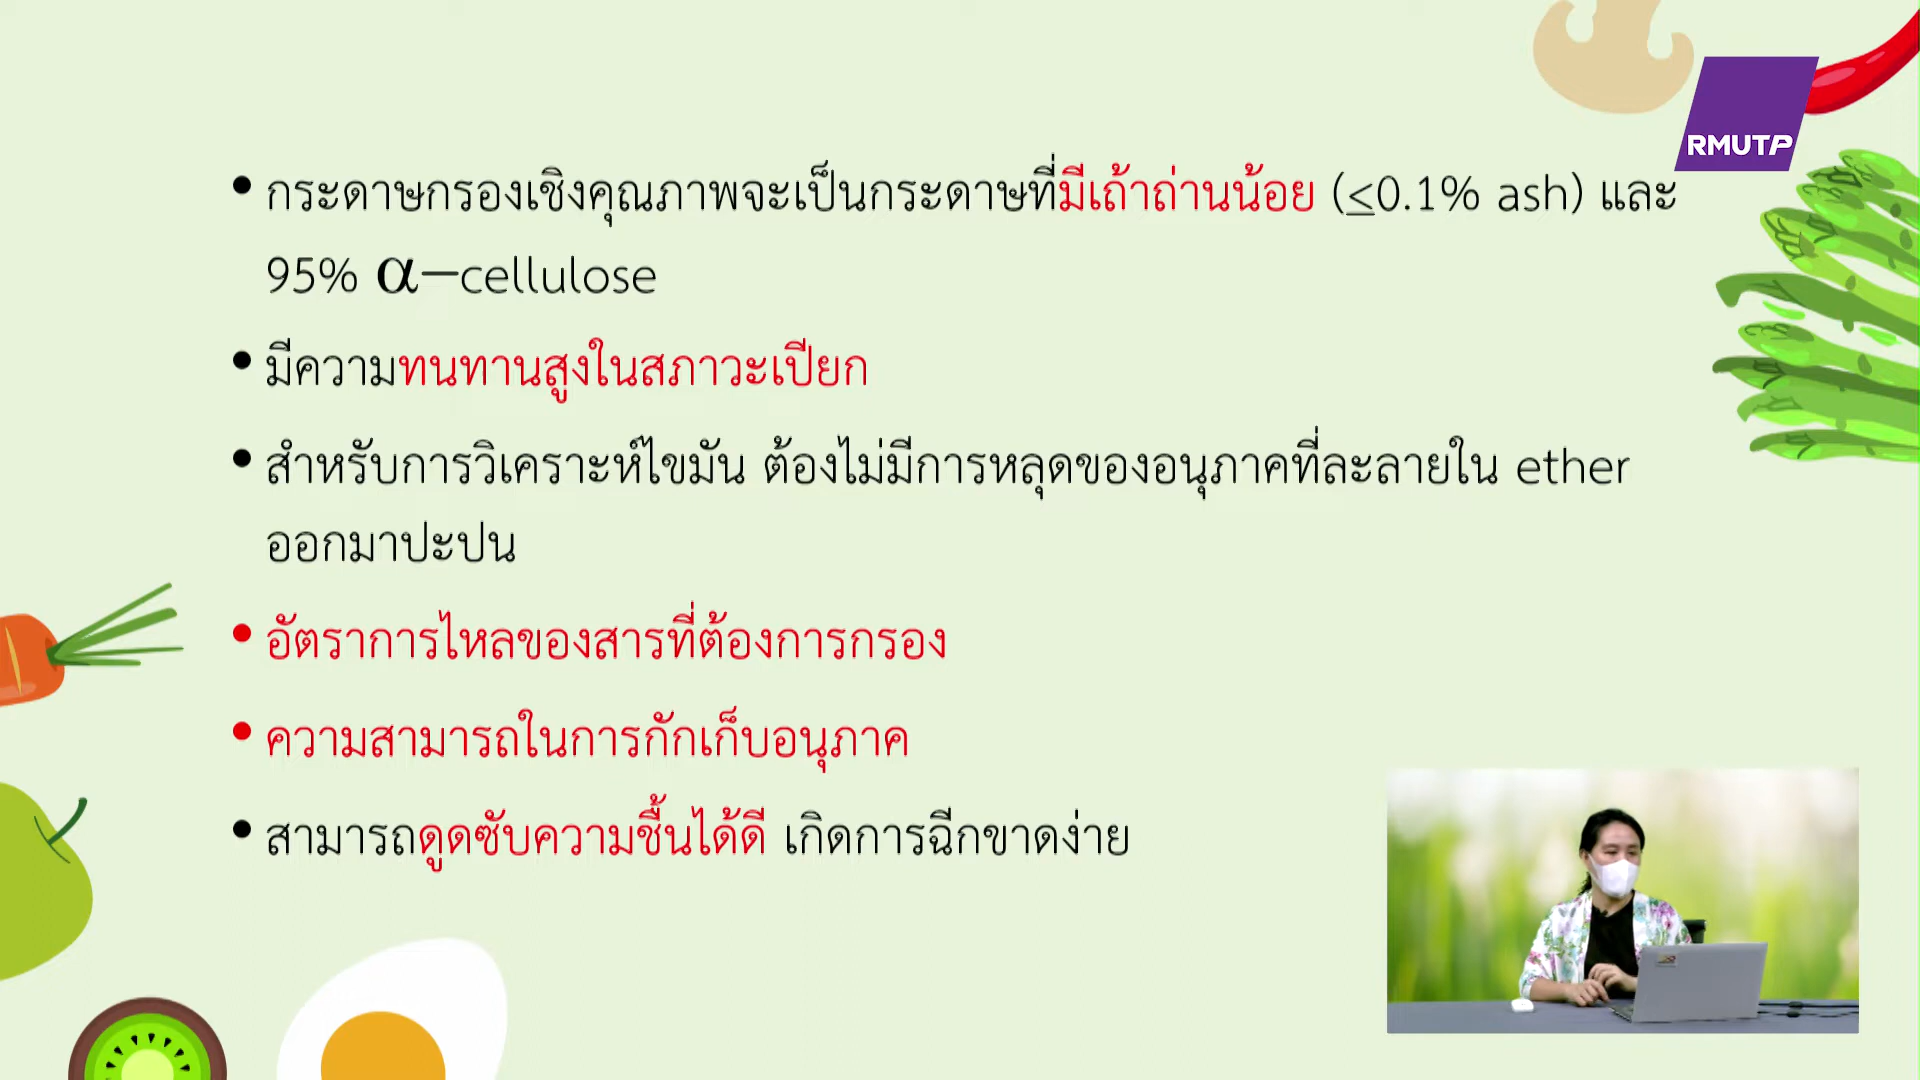 RMUTP
• กระดาษกรองเชิงคุณภาพจะเป็นกระดาษที่มีเถ้าถ่านน้อย (≤0.1% ash) และ
95% α–cellulose
• มีความทนทานสูงในสภาวะเปียก
• สำหรับการวิเคราะห์ไขมัน ต้องไม่มีการหลุดของอนุภาคที่ละลายใน ether
ออกมาปะปน
• อัตราการไหลของสารที่ต้องการกรอง
• ความสามารถในการกักเก็บอนุภาค
• สามารถดูดซับความชื้นได้ดี เกิดการฉีกขาดง่าย